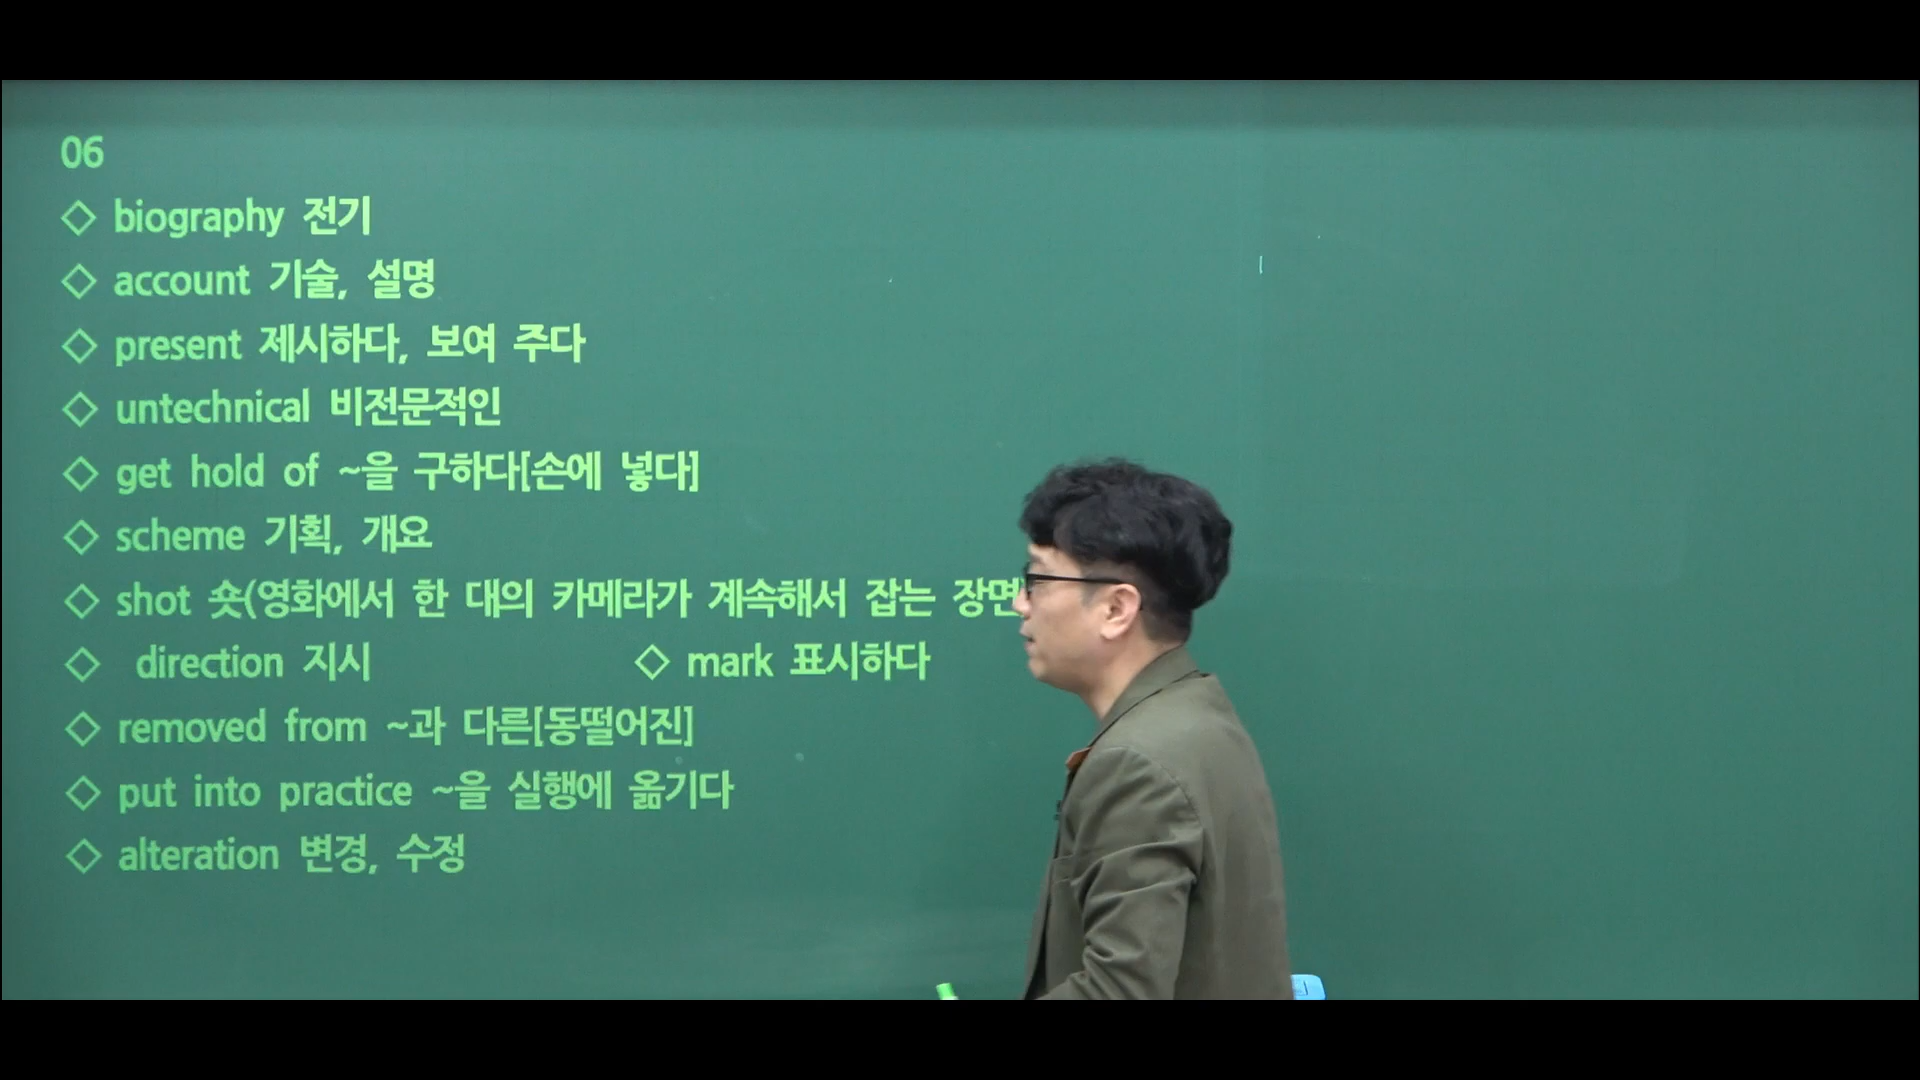 06
◇ biography 전기
◇ account 기술, 설명
◇ present 제시하다, 보여 주다
◇ untechnical 비전문적인
◇ get hold of ~을 구하다[손에 넣다]
◇ scheme 기획, 개요
◇ shot 숏(영화에서 한 대의 카메라가 계속해서 잡는 장면)
◇ direction 지시 ◇ mark 표시하다
◇ removed from ~과 다른[동떨어진]
◇ put into practice ~을 실행에 옮기다
◇ alteration 변경, 수정